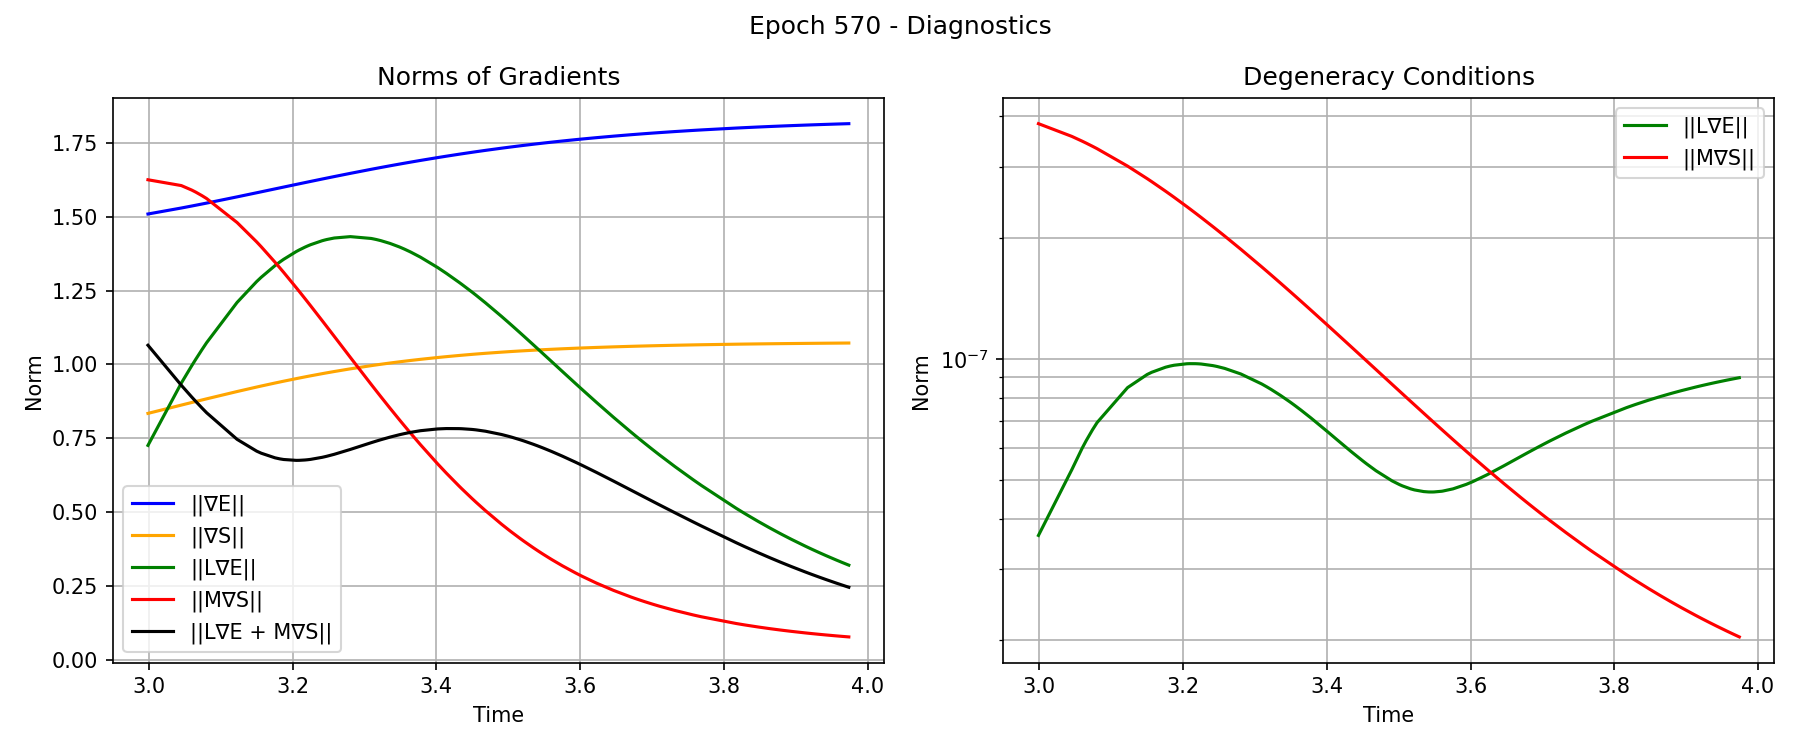 Epoch 570 - Diagnostics
Norms of Gradients
Norm
1.75
1.50
1.25
1.00
0.75
0.50
0.25
0.00
||∇E||
||∇S||
||L∇E||
||M∇S||
||L∇E + M∇S||
3.0
3.2
3.4
3.6
3.8
4.0
Time
Degeneracy Conditions
Norm
10⁻⁷
||L∇E||
||M∇S||
3.0
3.2
3.4
3.6
3.8
4.0
Time